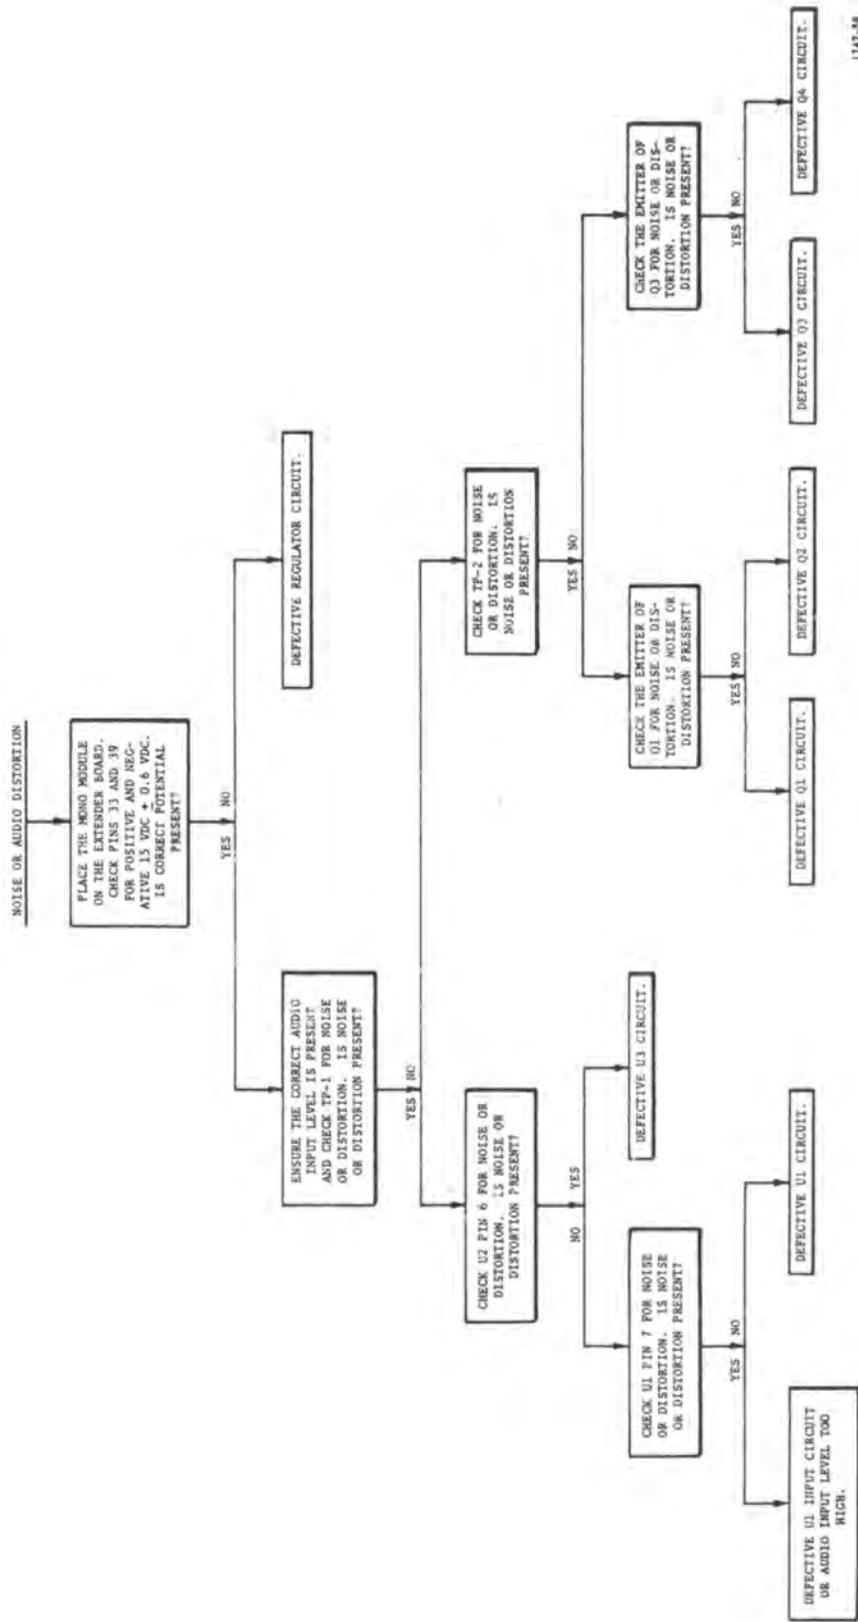 NOISE OR AUDIO DISTORTION
PLACE THE MONO MODULE
ON THE EXTENDER BOARD.
CHECK PINS 33 AND 39
FOR POSITIVE AND NEG-
ATIVE 15 VDC ± 0.6 VDC.
IS CORRECT POTENTIAL
PRESENT?
YES NO
ENSURE THE CORRECT AUDIO
INPUT LEVEL IS PRESENT
AND CHECK TP-1 FOR NOISE
OR DISTORTION. IS NOISE
OR DISTORTION PRESENT?
DEFECTIVE REGULATOR CIRCUIT.
YES NO
CHECK U2 PIN 6 FOR NOISE OR
DISTORTION. IS NOISE OR
DISTORTION PRESENT?
CHECK TP-2 FOR NOISE
OR DISTORTION. IS
NOISE OR DISTORTION
PRESENT?
NO YES
YES NO
CHECK U1 PIN 7 FOR NOISE
OR DISTORTION. IS NOISE
OR DISTORTION PRESENT?
DEFECTIVE U3 CIRCUIT.
CHECK THE EMITTER OF
Q1 FOR NOISE OR DIS-
TORTION. IS NOISE OR
DISTORTION PRESENT?
CHECK THE EMITTER OF
Q3 FOR NOISE OR DIS-
TORTION. IS NOISE OR
DISTORTION PRESENT?
YES NO
YES NO
YES NO
DEFECTIVE U1 INPUT CIRCUIT
OR AUDIO INPUT LEVEL TOO
HIGH.
DEFECTIVE U1 CIRCUIT.
DEFECTIVE Q1 CIRCUIT.
DEFECTIVE Q2 CIRCUIT.
DEFECTIVE Q3 CIRCUIT.
DEFECTIVE Q4 CIRCUIT.